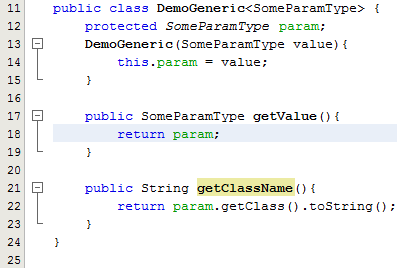 11 public class DemoGeneric<SomeParamType> {
12     protected SomeParamType param;
13     DemoGeneric(SomeParamType value){
14         this.param = value;
15     }
16
17     public SomeParamType getValue(){
18         return param;
19     }
20
21     public String getClassName(){
22         return param.getClass().toString();
23     }
24 }
25